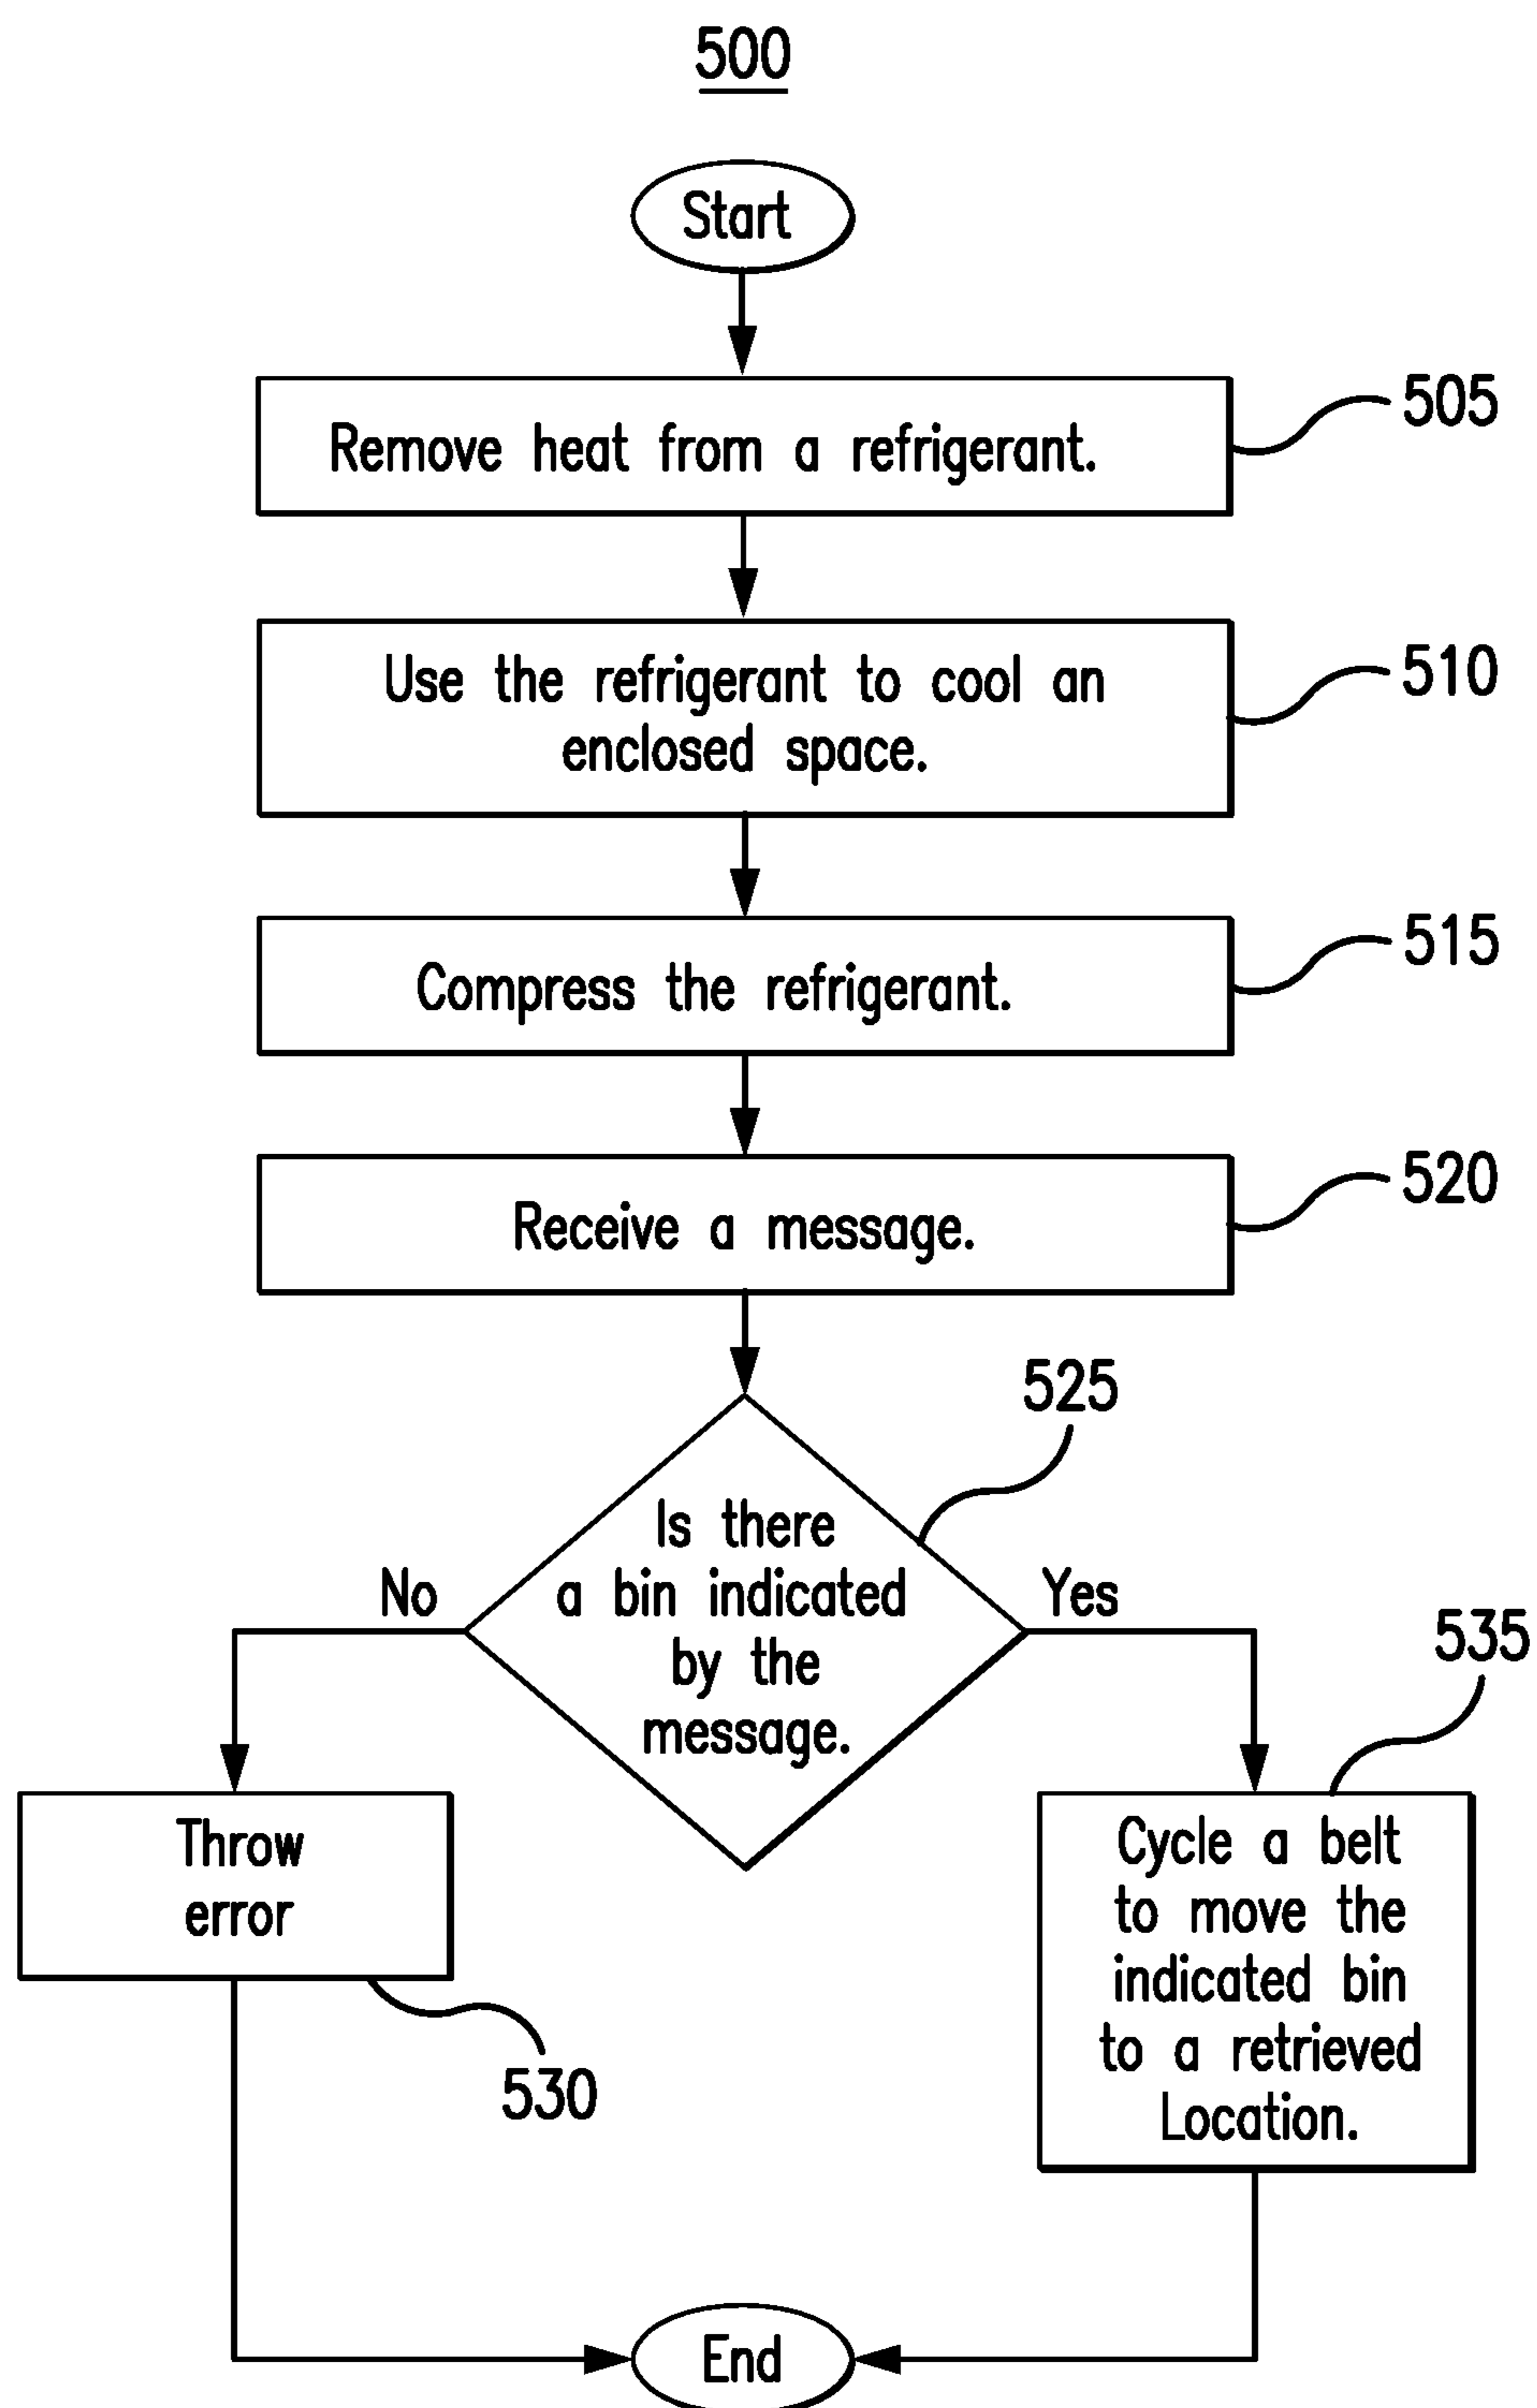 500
Start
Remove heat from a refrigerant.
505
Use the refrigerant to cool an
enclosed space.
510
Compress the refrigerant.
515
Receive a message.
520
525
Is there
a bin indicated
by the
message.
No
Yes
535
Throw
error
530
Cycle a belt
to move the
indicated bin
to a retrieved
Location.
End